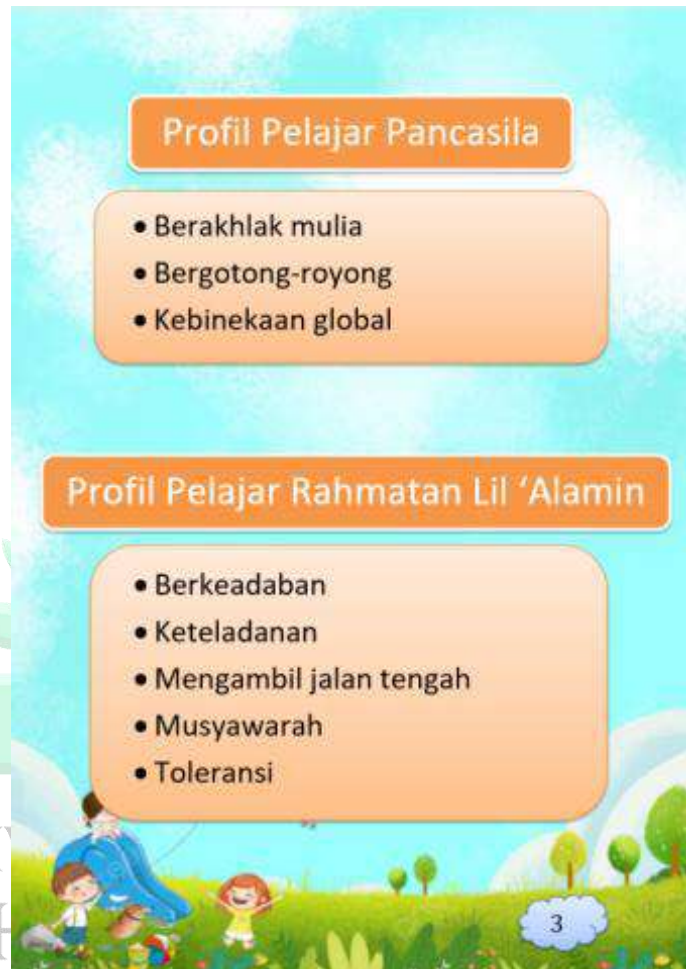 Profil Pelajar Pancasila
• Berakhlak mulia
• Bergotong-royong
• Kebinekaan global
Profil Pelajar Rahmatan Lil ‘Alamin
• Berkeadaban
• Keteladanan
• Mengambil jalan tengah
• Musyawarah
• Toleransi
3